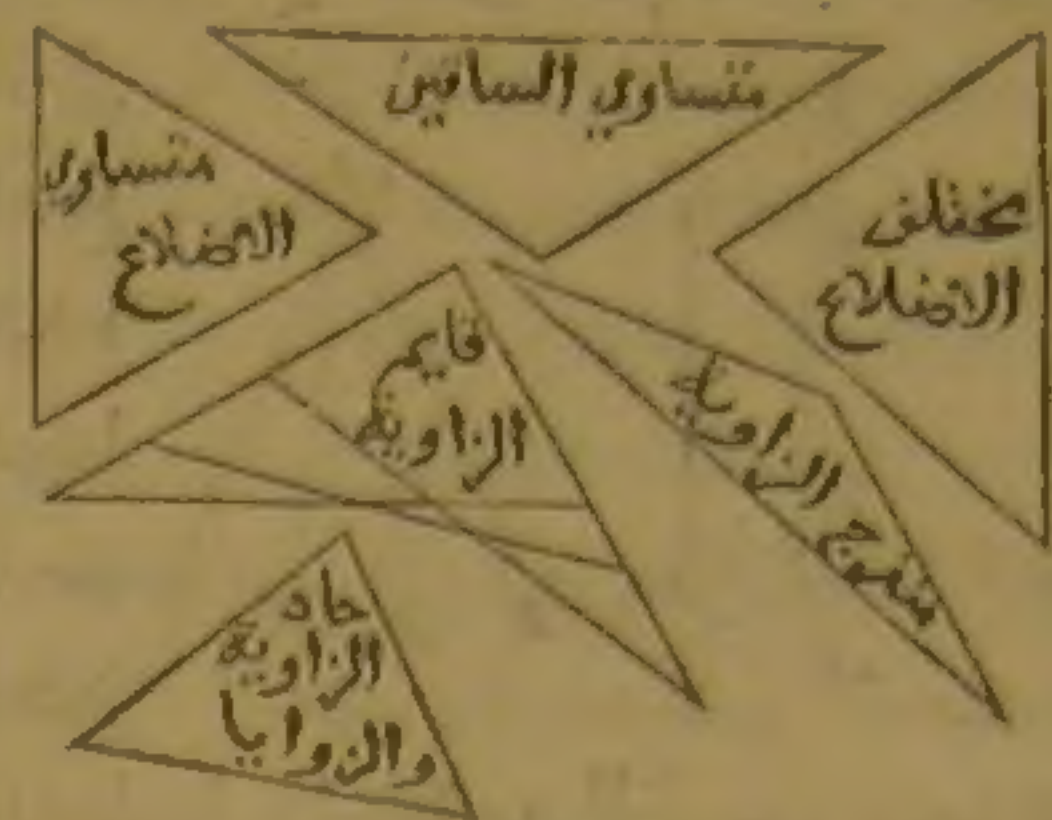 متساوي الساقين
مختلف
الاضلاع
متساوي
الاضلاع
قايم
الزاوية
منفرج الزاوية
حاد
الزاوية
والزوايا